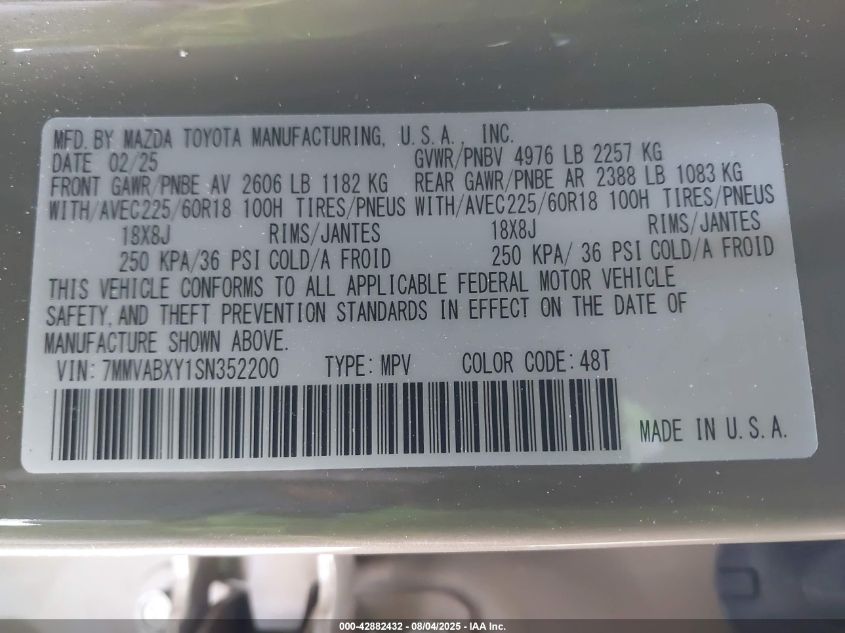 MFD. BY MAZDA TOYOTA MANUFACTURING, U.S.A., INC.
DATE 02/25 GVWR/PNBV 4976 LB 2257 KG
FRONT GAWR/PNBE AV 2606 LB 1182 KG REAR GAWR/PNBE AR 2388 LB 1083 KG
WITH/AVEC225/60R18 100H TIRES/PNEUS WITH/AVEC225/60R18 100H TIRES/PNEUS
18X8J RIMS/JANTES 18X8J RIMS/JANTES
250 KPA/36 PSI COLD/A FROID 250 KPA/ 36 PSI COLD/A FROID
THIS VEHICLE CONFORMS TO ALL APPLICABLE FEDERAL MOTOR VEHICLE
SAFETY, AND THEFT PREVENTION STANDARDS IN EFFECT ON THE DATE OF
MANUFACTURE SHOWN ABOVE.
VIN: 7MMVABXY1SN352200 TYPE: MPV COLOR CODE: 48T
MADE IN U.S.A.
000-42882432 - 08/04/2025 - WWW.IAAI.COM